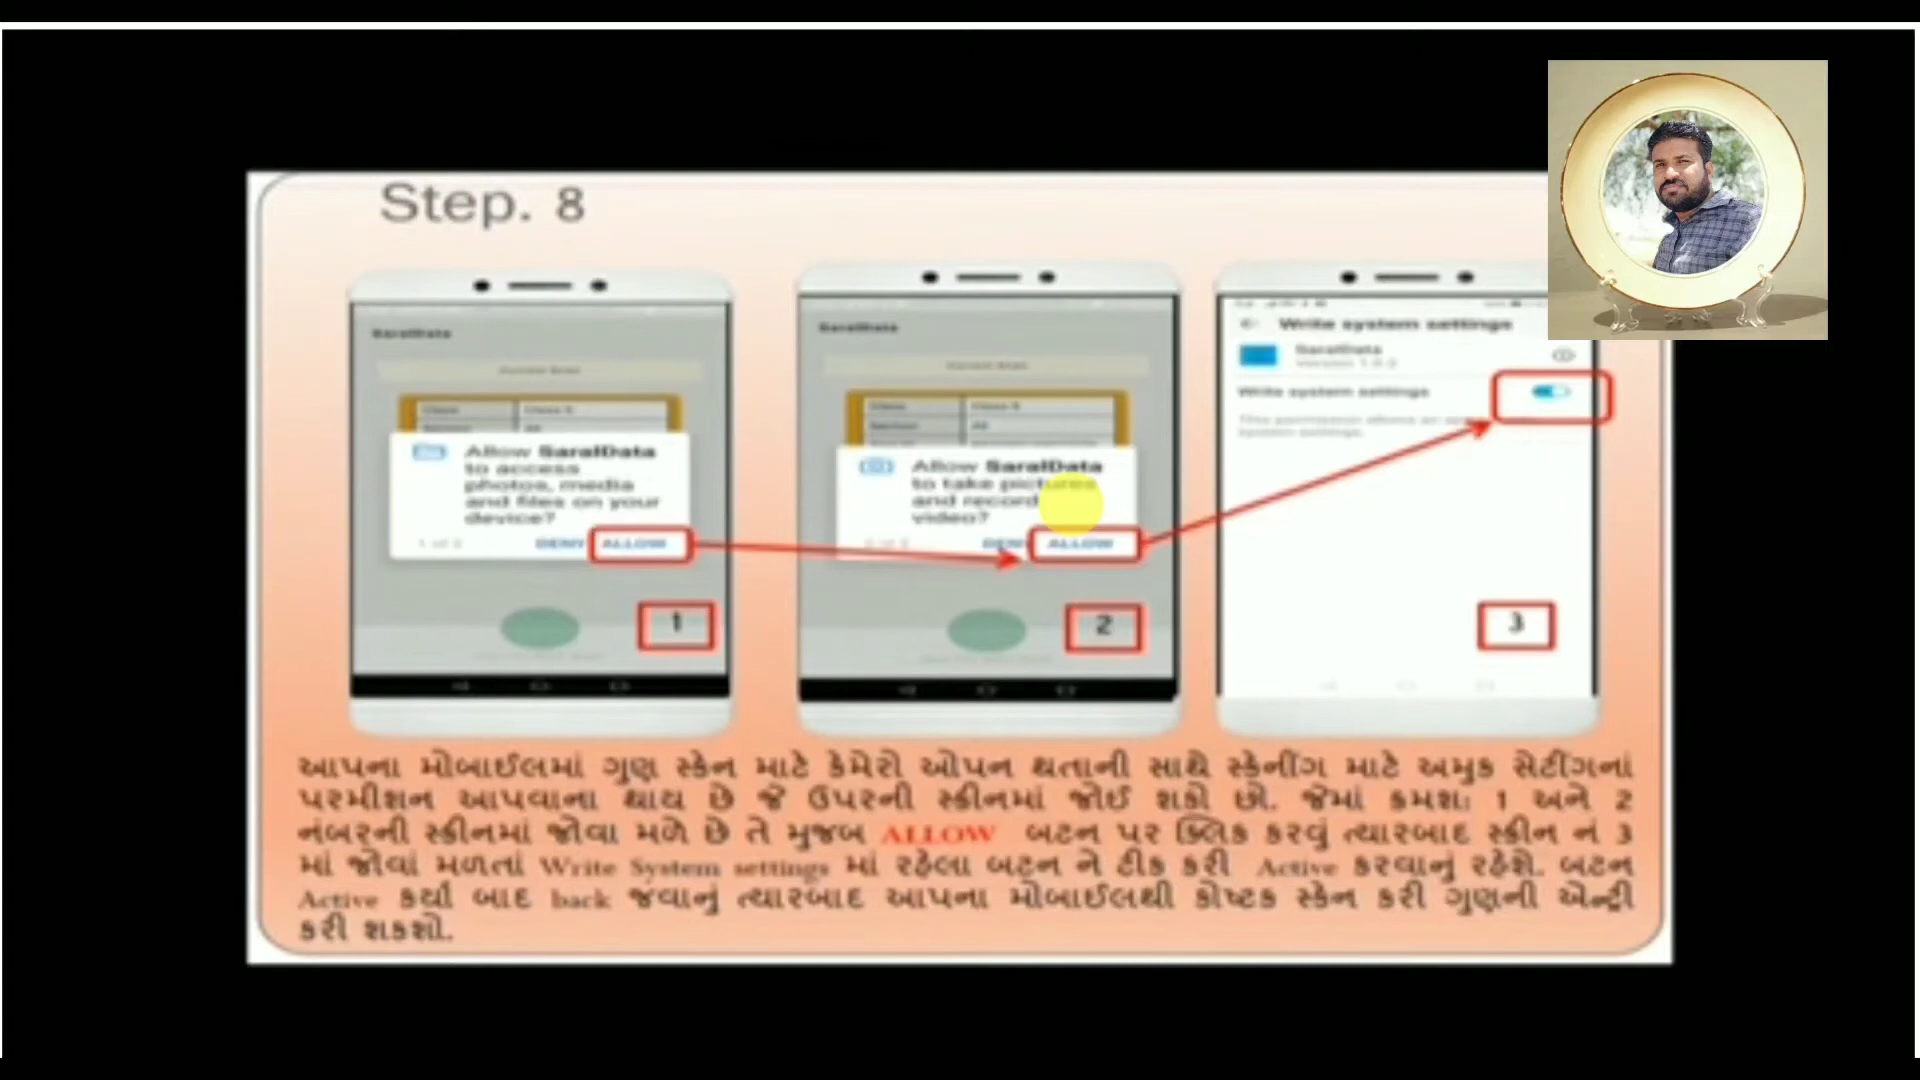 Step. 8
SaralData
Allow SaralData
to access
photos, media
and files on your
device?
DENY ALLOW
1
SaralData
Allow SaralData
to take pictures
and record
video?
DENY ALLOW
2
Write system settings
SaralData
Write system settings
3
આપના મોબાઈલમાં ગુણ સ્કેન માટે કેમેરો ઓપન થતાની સાથે સ્કેનીંગ માટે અમુક સેટીંગનાં
પરમીશન આપવાના થાય છે જે ઉપરની સ્ક્રીનમાં જોઈ શકો છો. જેમાં ક્રમશઃ 1 અને 2
નંબરની સ્ક્રીનમાં જોવા મળે છે તે મુજબ ALLOW બટન પર ક્લિક કરવું ત્યારબાદ સ્ક્રીન નં 3
માં જોવાં મળતાં Write System settings માં રહેલા બટન ને ટીક કરી Active કરવાનું રહેશે. બટન
Active કર્યા બાદ back જવાનું ત્યારબાદ આપના મોબાઈલથી કોષ્ટક સ્કેન કરી ગુણની એન્ટ્રી
કરી શકશો.